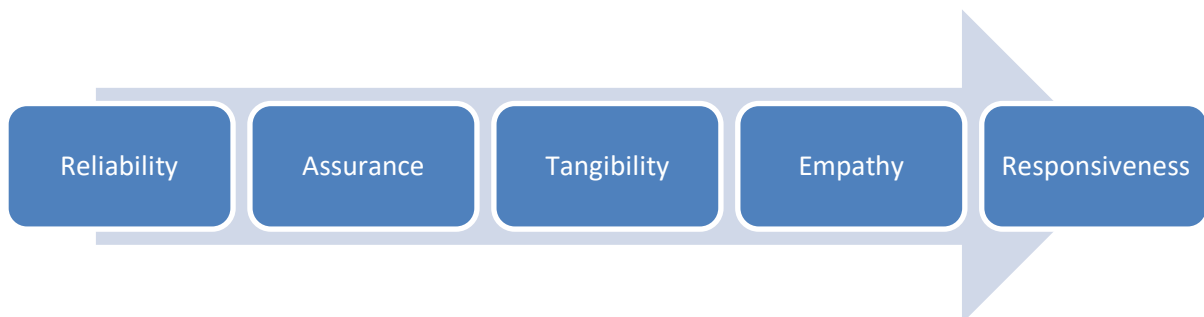 Reliability
Assurance
Tangibility
Empathy
Responsiveness